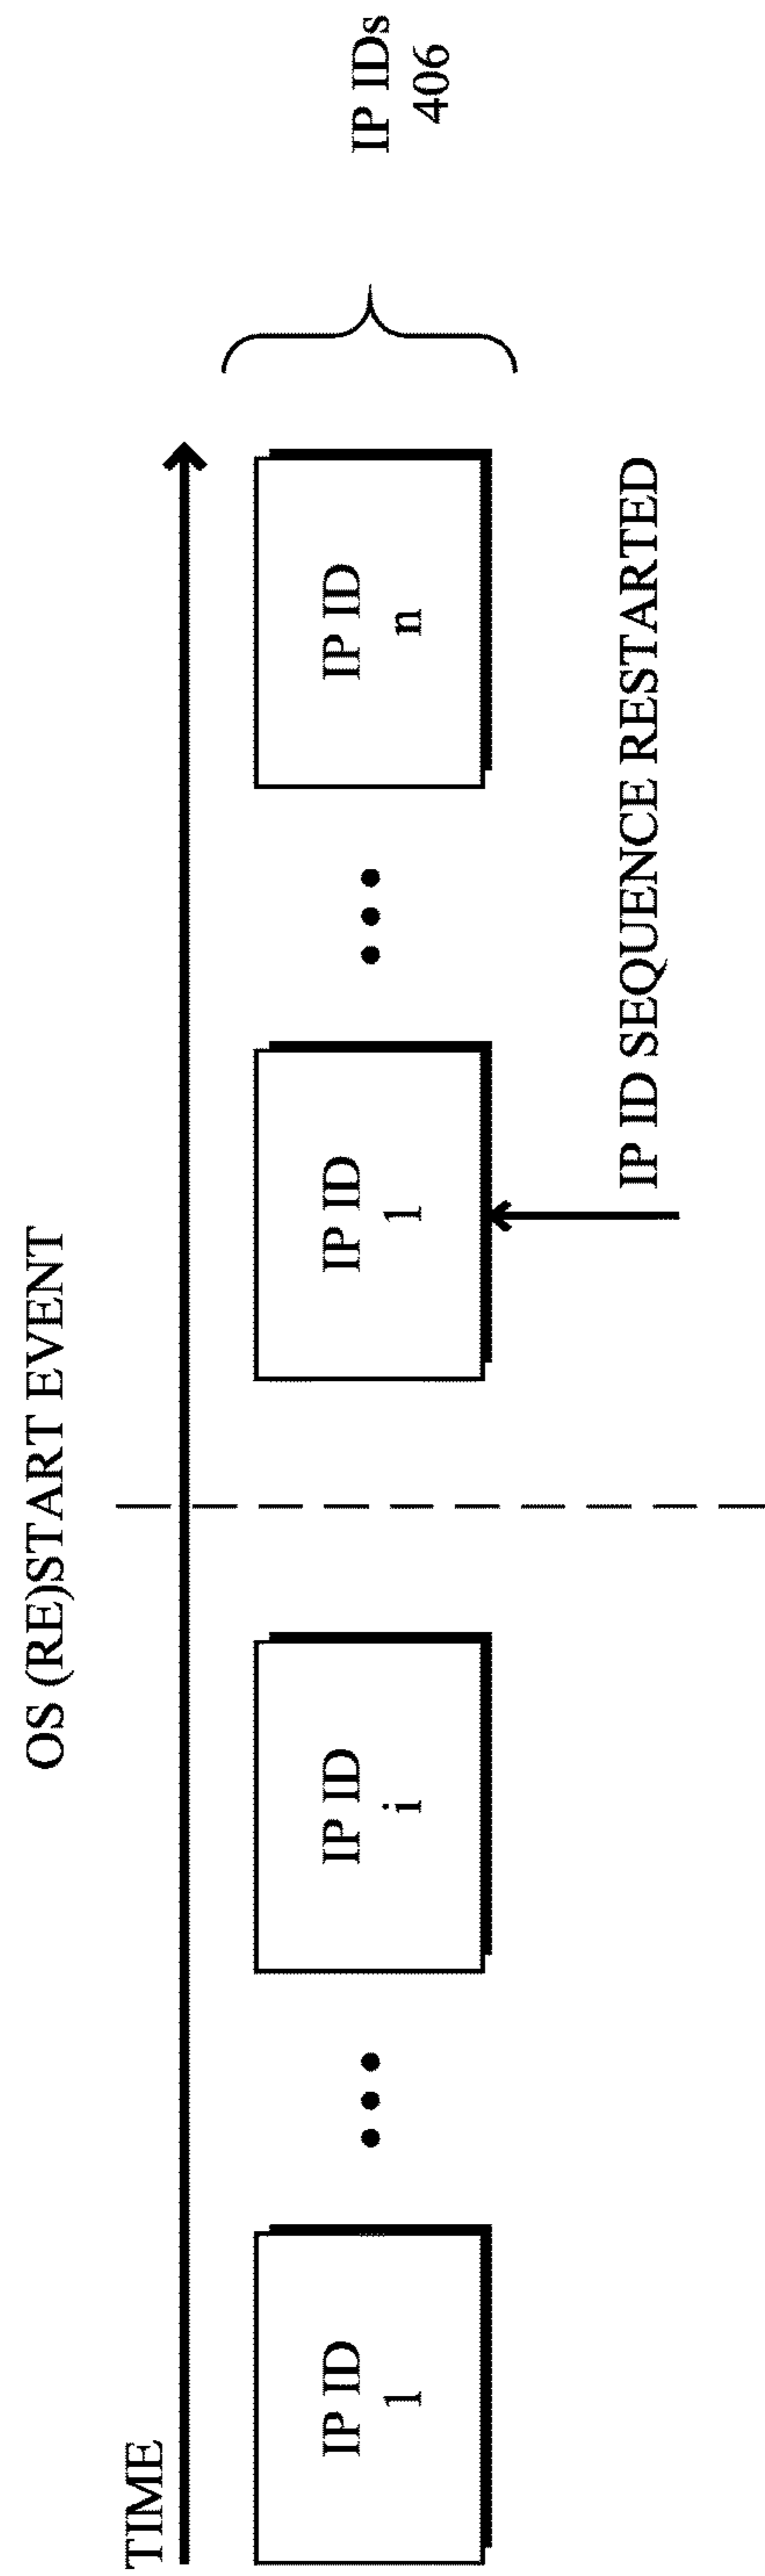 OS (RE)START EVENT
TIME
IP ID
1
•••
IP ID
i
IP ID
1
•••
IP ID
n
IP IDs
406
IP ID SEQUENCE RESTARTED